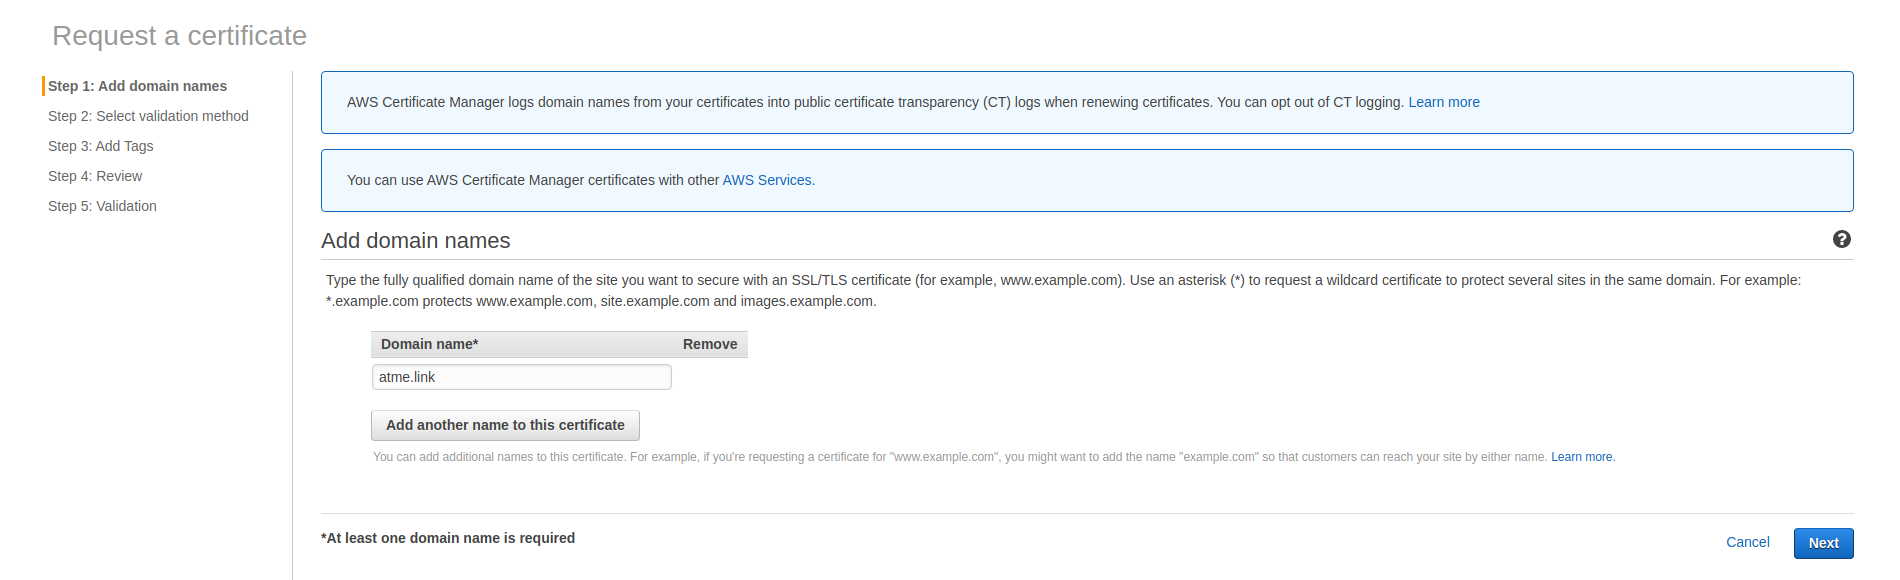 Request a certificate
Step 1: Add domain names
Step 2: Select validation method
Step 3: Add Tags
Step 4: Review
Step 5: Validation
AWS Certificate Manager logs domain names from your certificates into public certificate transparency (CT) logs when renewing certificates. You can opt out of CT logging. Learn more
You can use AWS Certificate Manager certificates with other AWS Services.
Add domain names
Type the fully qualified domain name of the site you want to secure with an SSL/TLS certificate (for example, www.example.com). Use an asterisk (*) to request a wildcard certificate to protect several sites in the same domain. For example:
*.example.com protects www.example.com, site.example.com and images.example.com.
Domain name* Remove
atme.link
Add another name to this certificate
You can add additional names to this certificate. For example, if you're requesting a certificate for "www.example.com", you might want to add the name "example.com" so that customers can reach your site by either name. Learn more.
*At least one domain name is required
Cancel Next